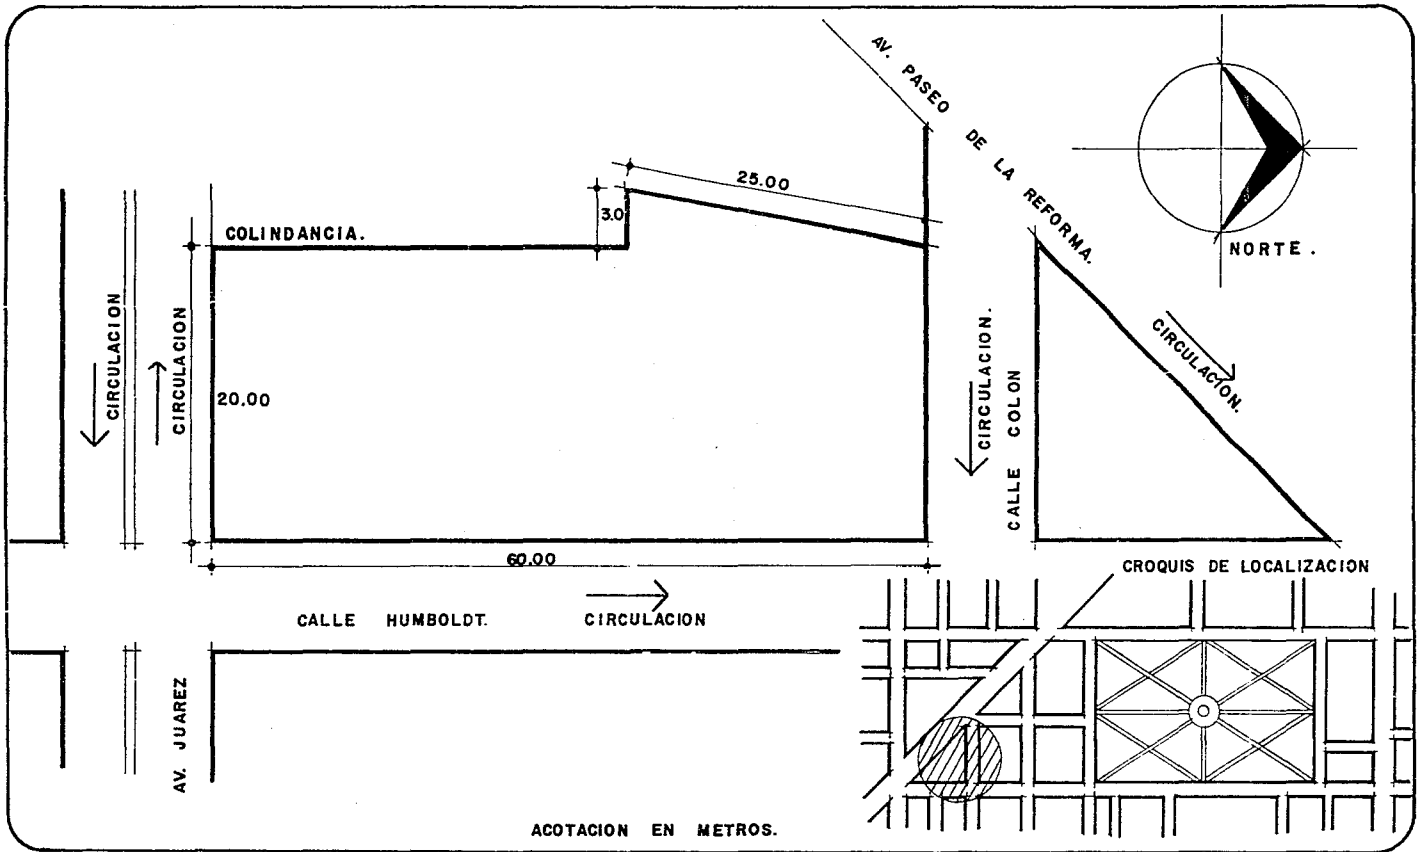 AV. PASEO DE LA REFORMA.
25.00
3.0
COLINDANCIA.
NORTE.
CIRCULACION
CIRCULACION
20.00
CIRCULACION.
CALLE COLON
CIRCULACION.
60.00
CROQUIS DE LOCALIZACION
CALLE HUMBOLDT.
CIRCULACION
AV. JUAREZ
ACOTACION EN METROS.